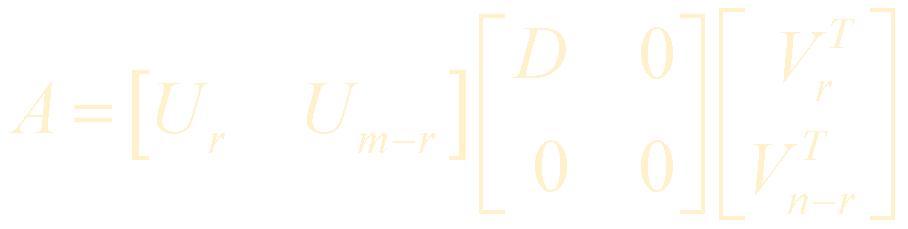 A = [ U_r U_{m-r} ] [ D 0 ; 0 0 ] [ V_r^T ; V_{n-r}^T ]